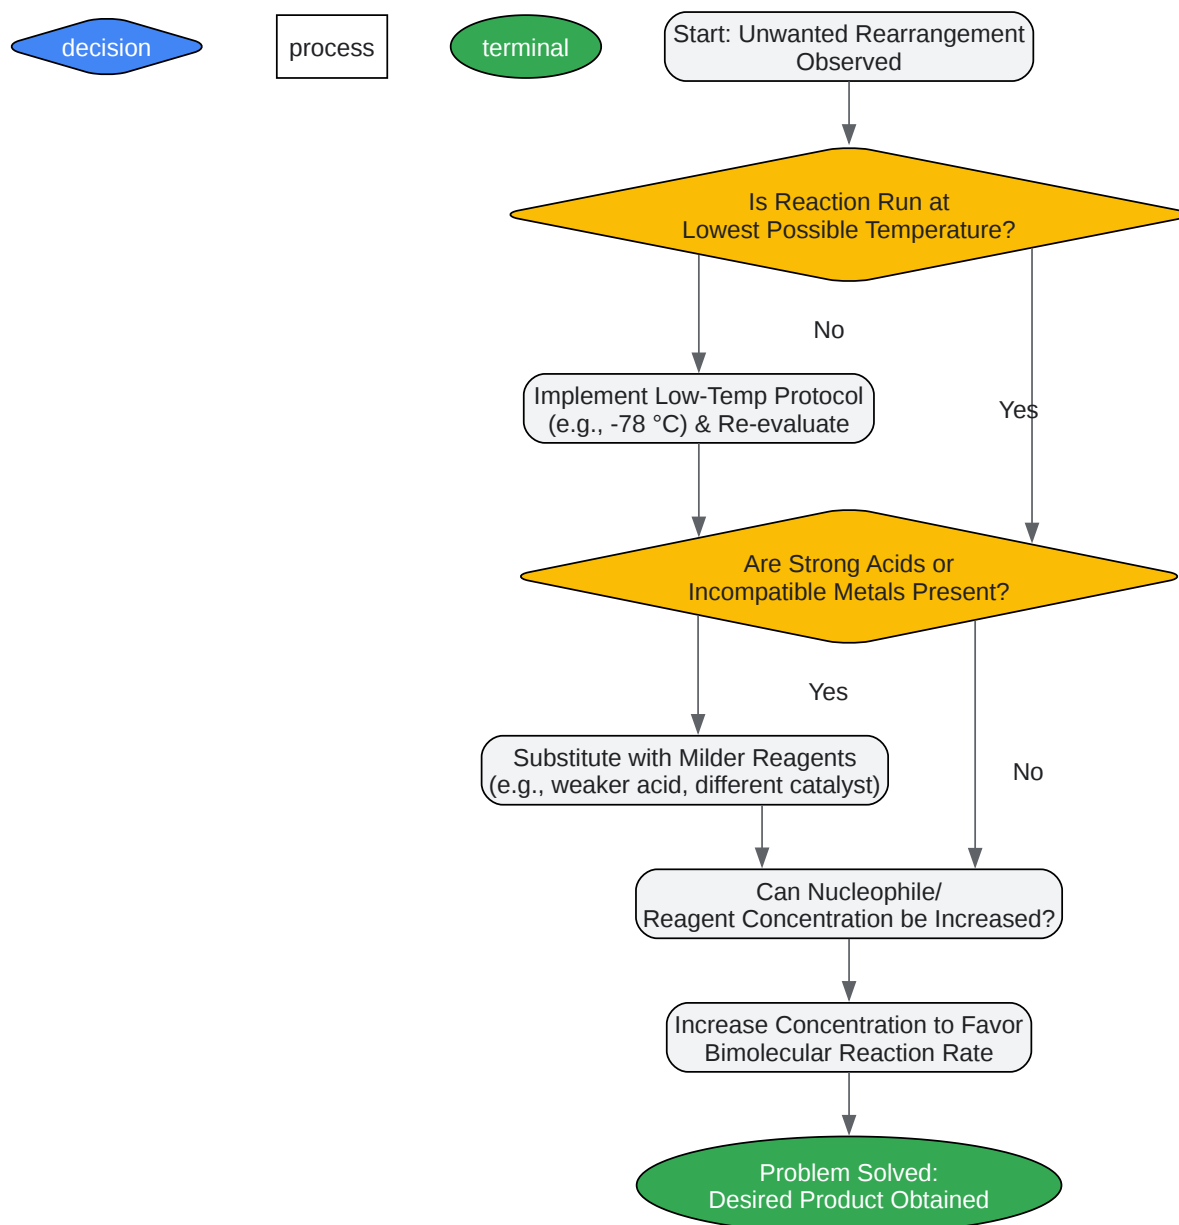 decision
process
terminal
Start: Unwanted Rearrangement
Observed
Is Reaction Run at
Lowest Possible Temperature?
No
Implement Low-Temp Protocol
(e.g., -78 °C) & Re-evaluate
Yes
Are Strong Acids or
Incompatible Metals Present?
Yes
Substitute with Milder Reagents
(e.g., weaker acid, different catalyst)
No
Can Nucleophile/
Reagent Concentration be Increased?
Increase Concentration to Favor
Bimolecular Reaction Rate
Problem Solved:
Desired Product Obtained